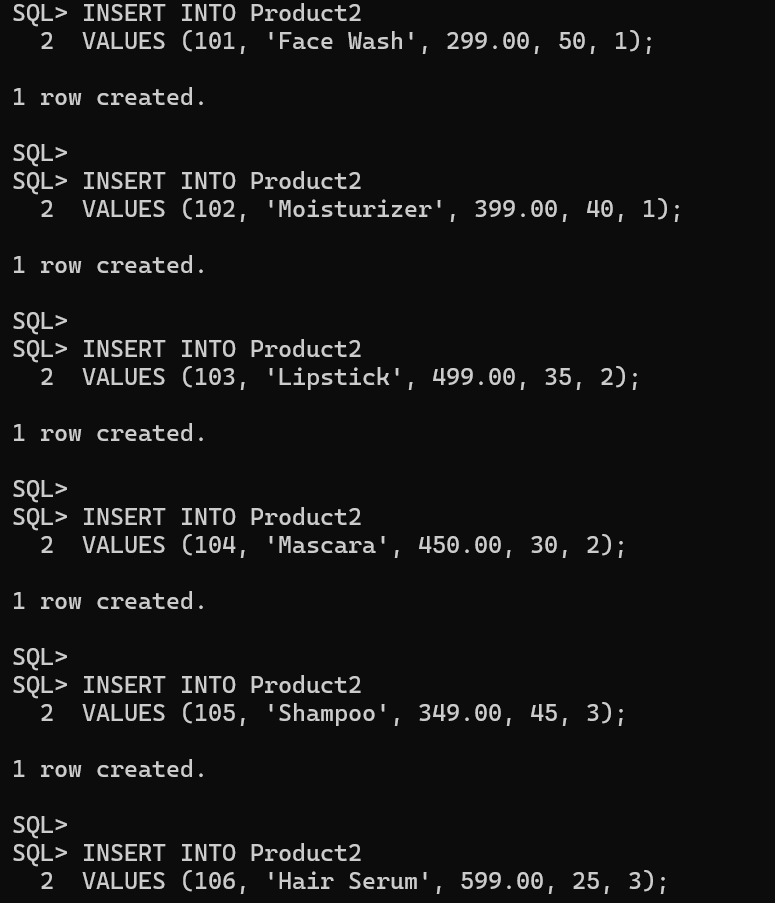 SQL> INSERT INTO Product2
  2  VALUES (101, 'Face Wash', 299.00, 50, 1);
1 row created.
SQL>
SQL> INSERT INTO Product2
  2  VALUES (102, 'Moisturizer', 399.00, 40, 1);
1 row created.
SQL>
SQL> INSERT INTO Product2
  2  VALUES (103, 'Lipstick', 499.00, 35, 2);
1 row created.
SQL>
SQL> INSERT INTO Product2
  2  VALUES (104, 'Mascara', 450.00, 30, 2);
1 row created.
SQL>
SQL> INSERT INTO Product2
  2  VALUES (105, 'Shampoo', 349.00, 45, 3);
1 row created.
SQL>
SQL> INSERT INTO Product2
  2  VALUES (106, 'Hair Serum', 599.00, 25, 3);